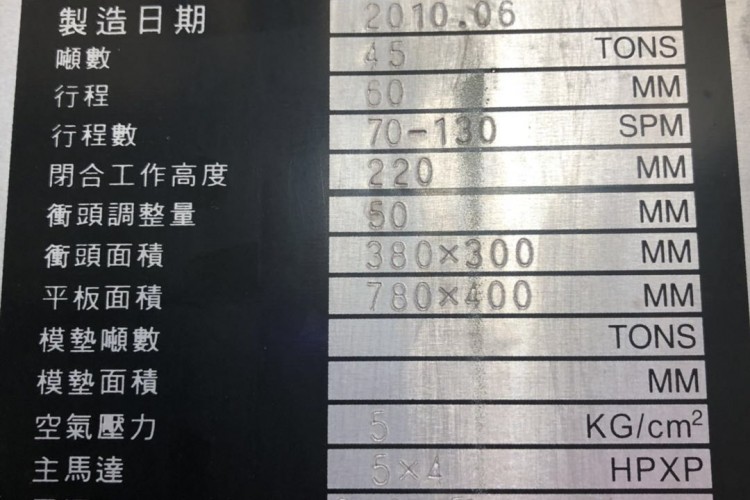 製造日期 2010.06
噸數 45 TONS
行程 60 MM
行程數 70-130 SPM
閉合工作高度 220 MM
衝頭調整量 50 MM
衝頭面積 380×300 MM
平板面積 780×400 MM
模墊噸數 TONS
模墊面積 MM
空氣壓力 5 KG/cm²
主馬達 5×4 HPXP